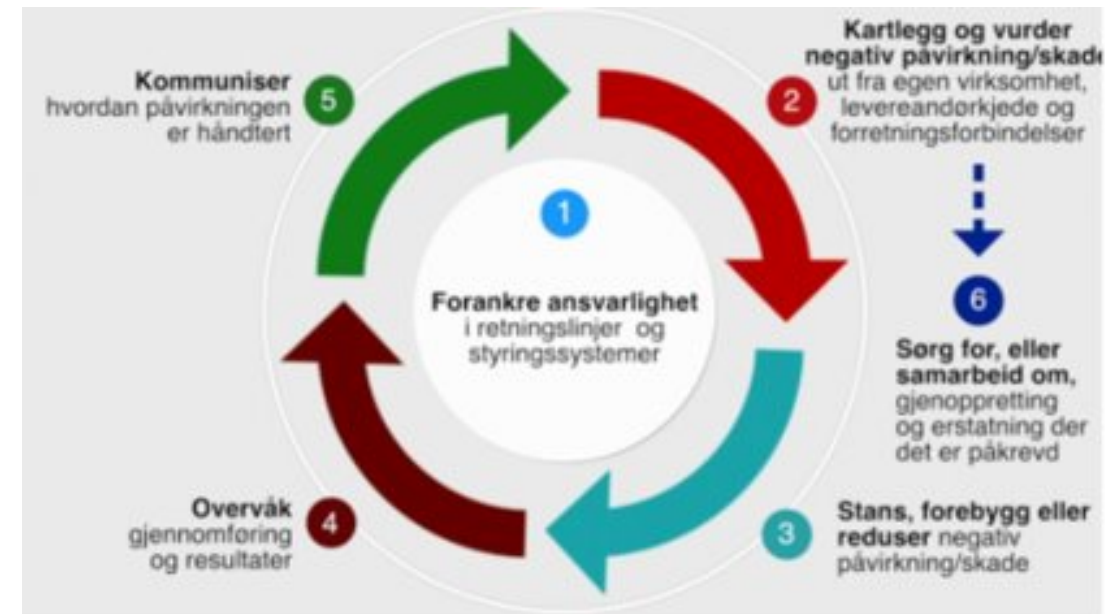 1
Forankre ansvarlighet
i retningslinjer og
styringssystemer
2
Kartlegg og vurder
negativ påvirkning/skade
ut fra egen virksomhet,
levereandørkjede og
forretningsforbindelser
3
Stans, forebygg eller
reduser negativ
påvirkning/skade
4
Overvåk
gjennomføring
og resultater
5
Kommuniser
hvordan påvirkningen
er håndtert
6
Sørg for, eller
samarbeid om,
gjenoppretting
og erstatning der
det er påkrevd